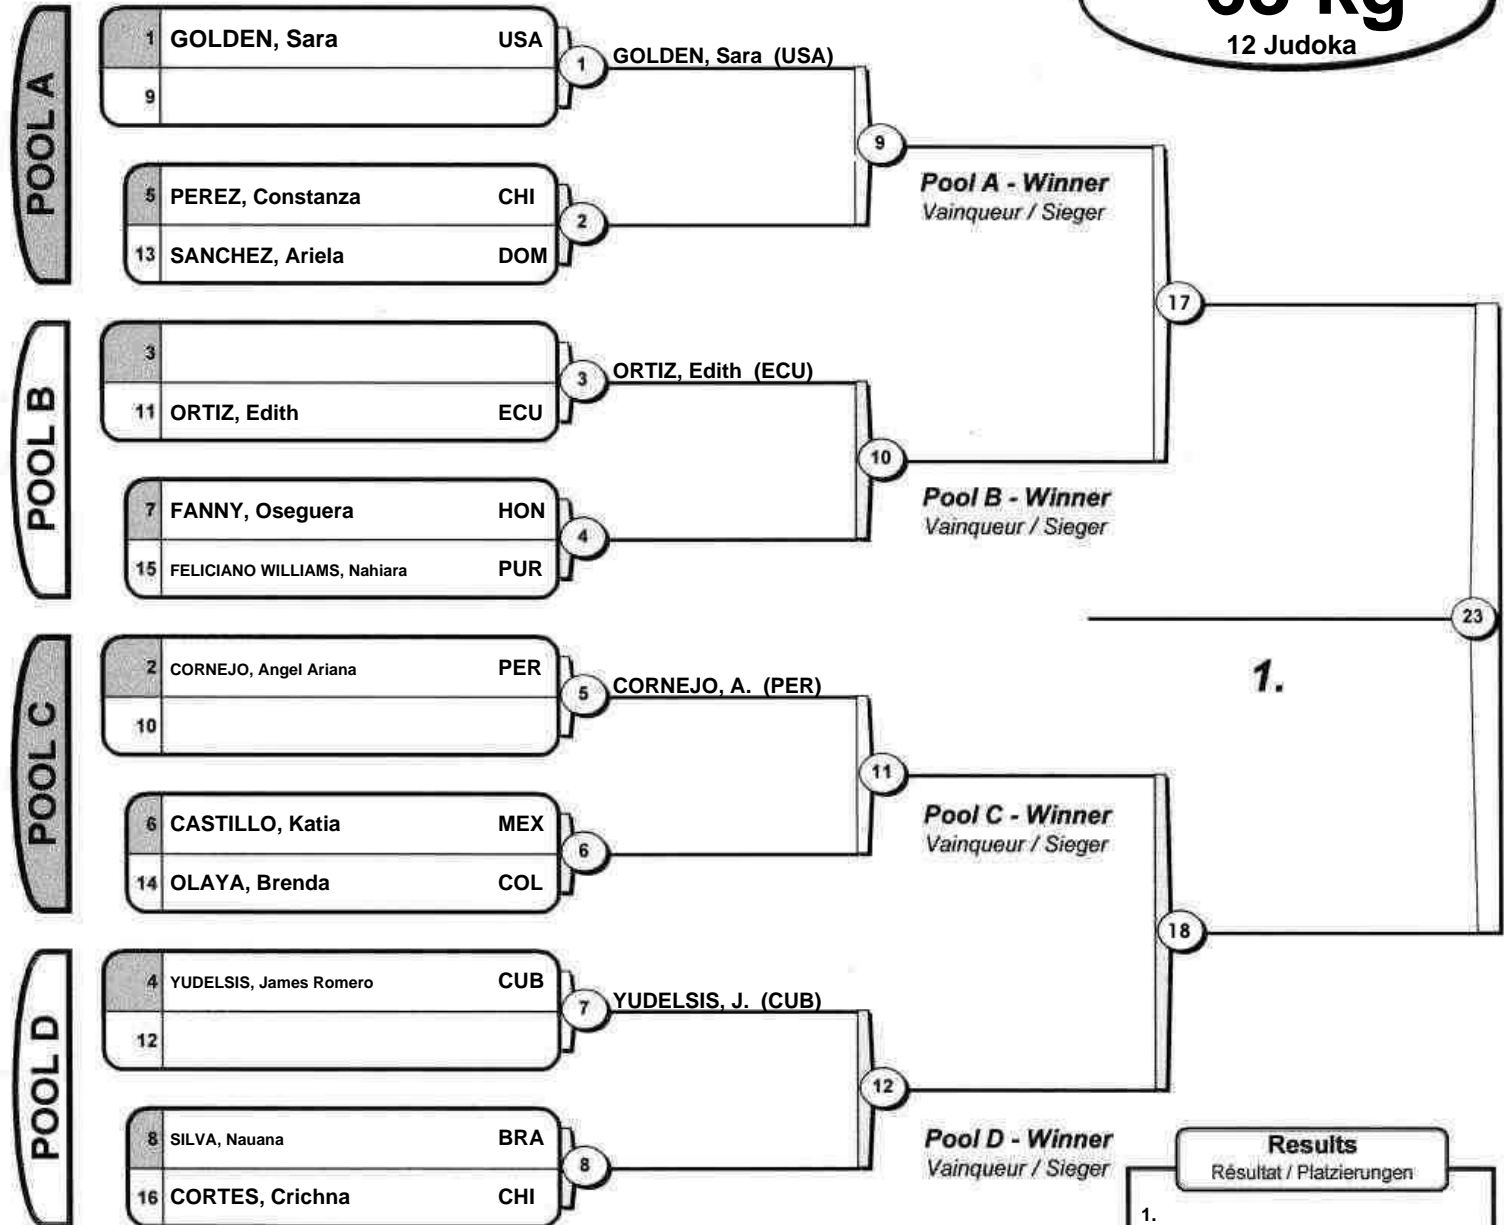 63 kg
12 Judoka
POOL A
1 GOLDEN, Sara USA
9
1 GOLDEN, Sara (USA)
5 PEREZ, Constanza CHI
13 SANCHEZ, Ariela DOM
2
9
Pool A - Winner
Vainqueur / Sieger
17
POOL B
3
11 ORTIZ, Edith ECU
3 ORTIZ, Edith (ECU)
7 FANNY, Oseguera HON
15 FELICIANO WILLIAMS, Nahiara PUR
4
10
Pool B - Winner
Vainqueur / Sieger
23
1.
POOL C
2 CORNEJO, Angel Ariana PER
10
5 CORNEJO, A. (PER)
6 CASTILLO, Katia MEX
14 OLAYA, Brenda COL
6
11
Pool C - Winner
Vainqueur / Sieger
18
POOL D
4 YUDELSIS, James Romero CUB
12
7 YUDELSIS, J. (CUB)
8 SILVA, Nauana BRA
16 CORTES, Crichna CHI
8
12
Pool D - Winner
Vainqueur / Sieger
Results
Résultat / Platzierungen
1.